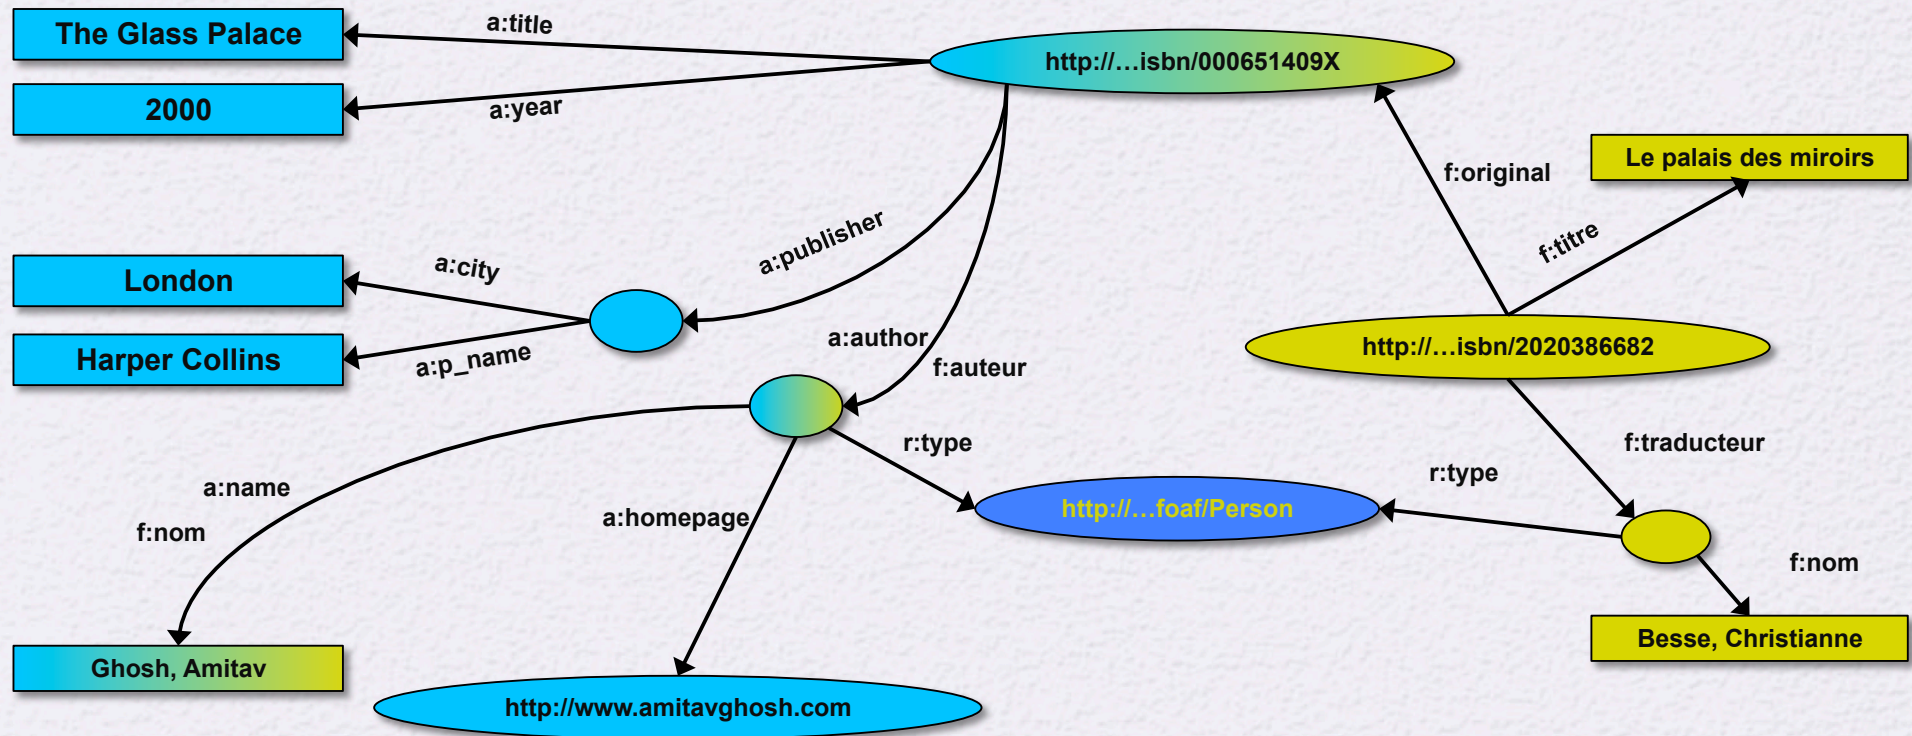 The Glass Palace
a:title
http://…isbn/000651409X
2000
a:year
Le palais des miroirs
f:original
f:titre
a:publisher
London
a:city
Harper Collins
a:p_name
a:author
f:auteur
http://…isbn/2020386682
r:type
f:traducteur
r:type
a:name
f:nom
a:homepage
http://…foaf/Person
f:nom
Ghosh, Amitav
Besse, Christianne
http://www.amitavghosh.com